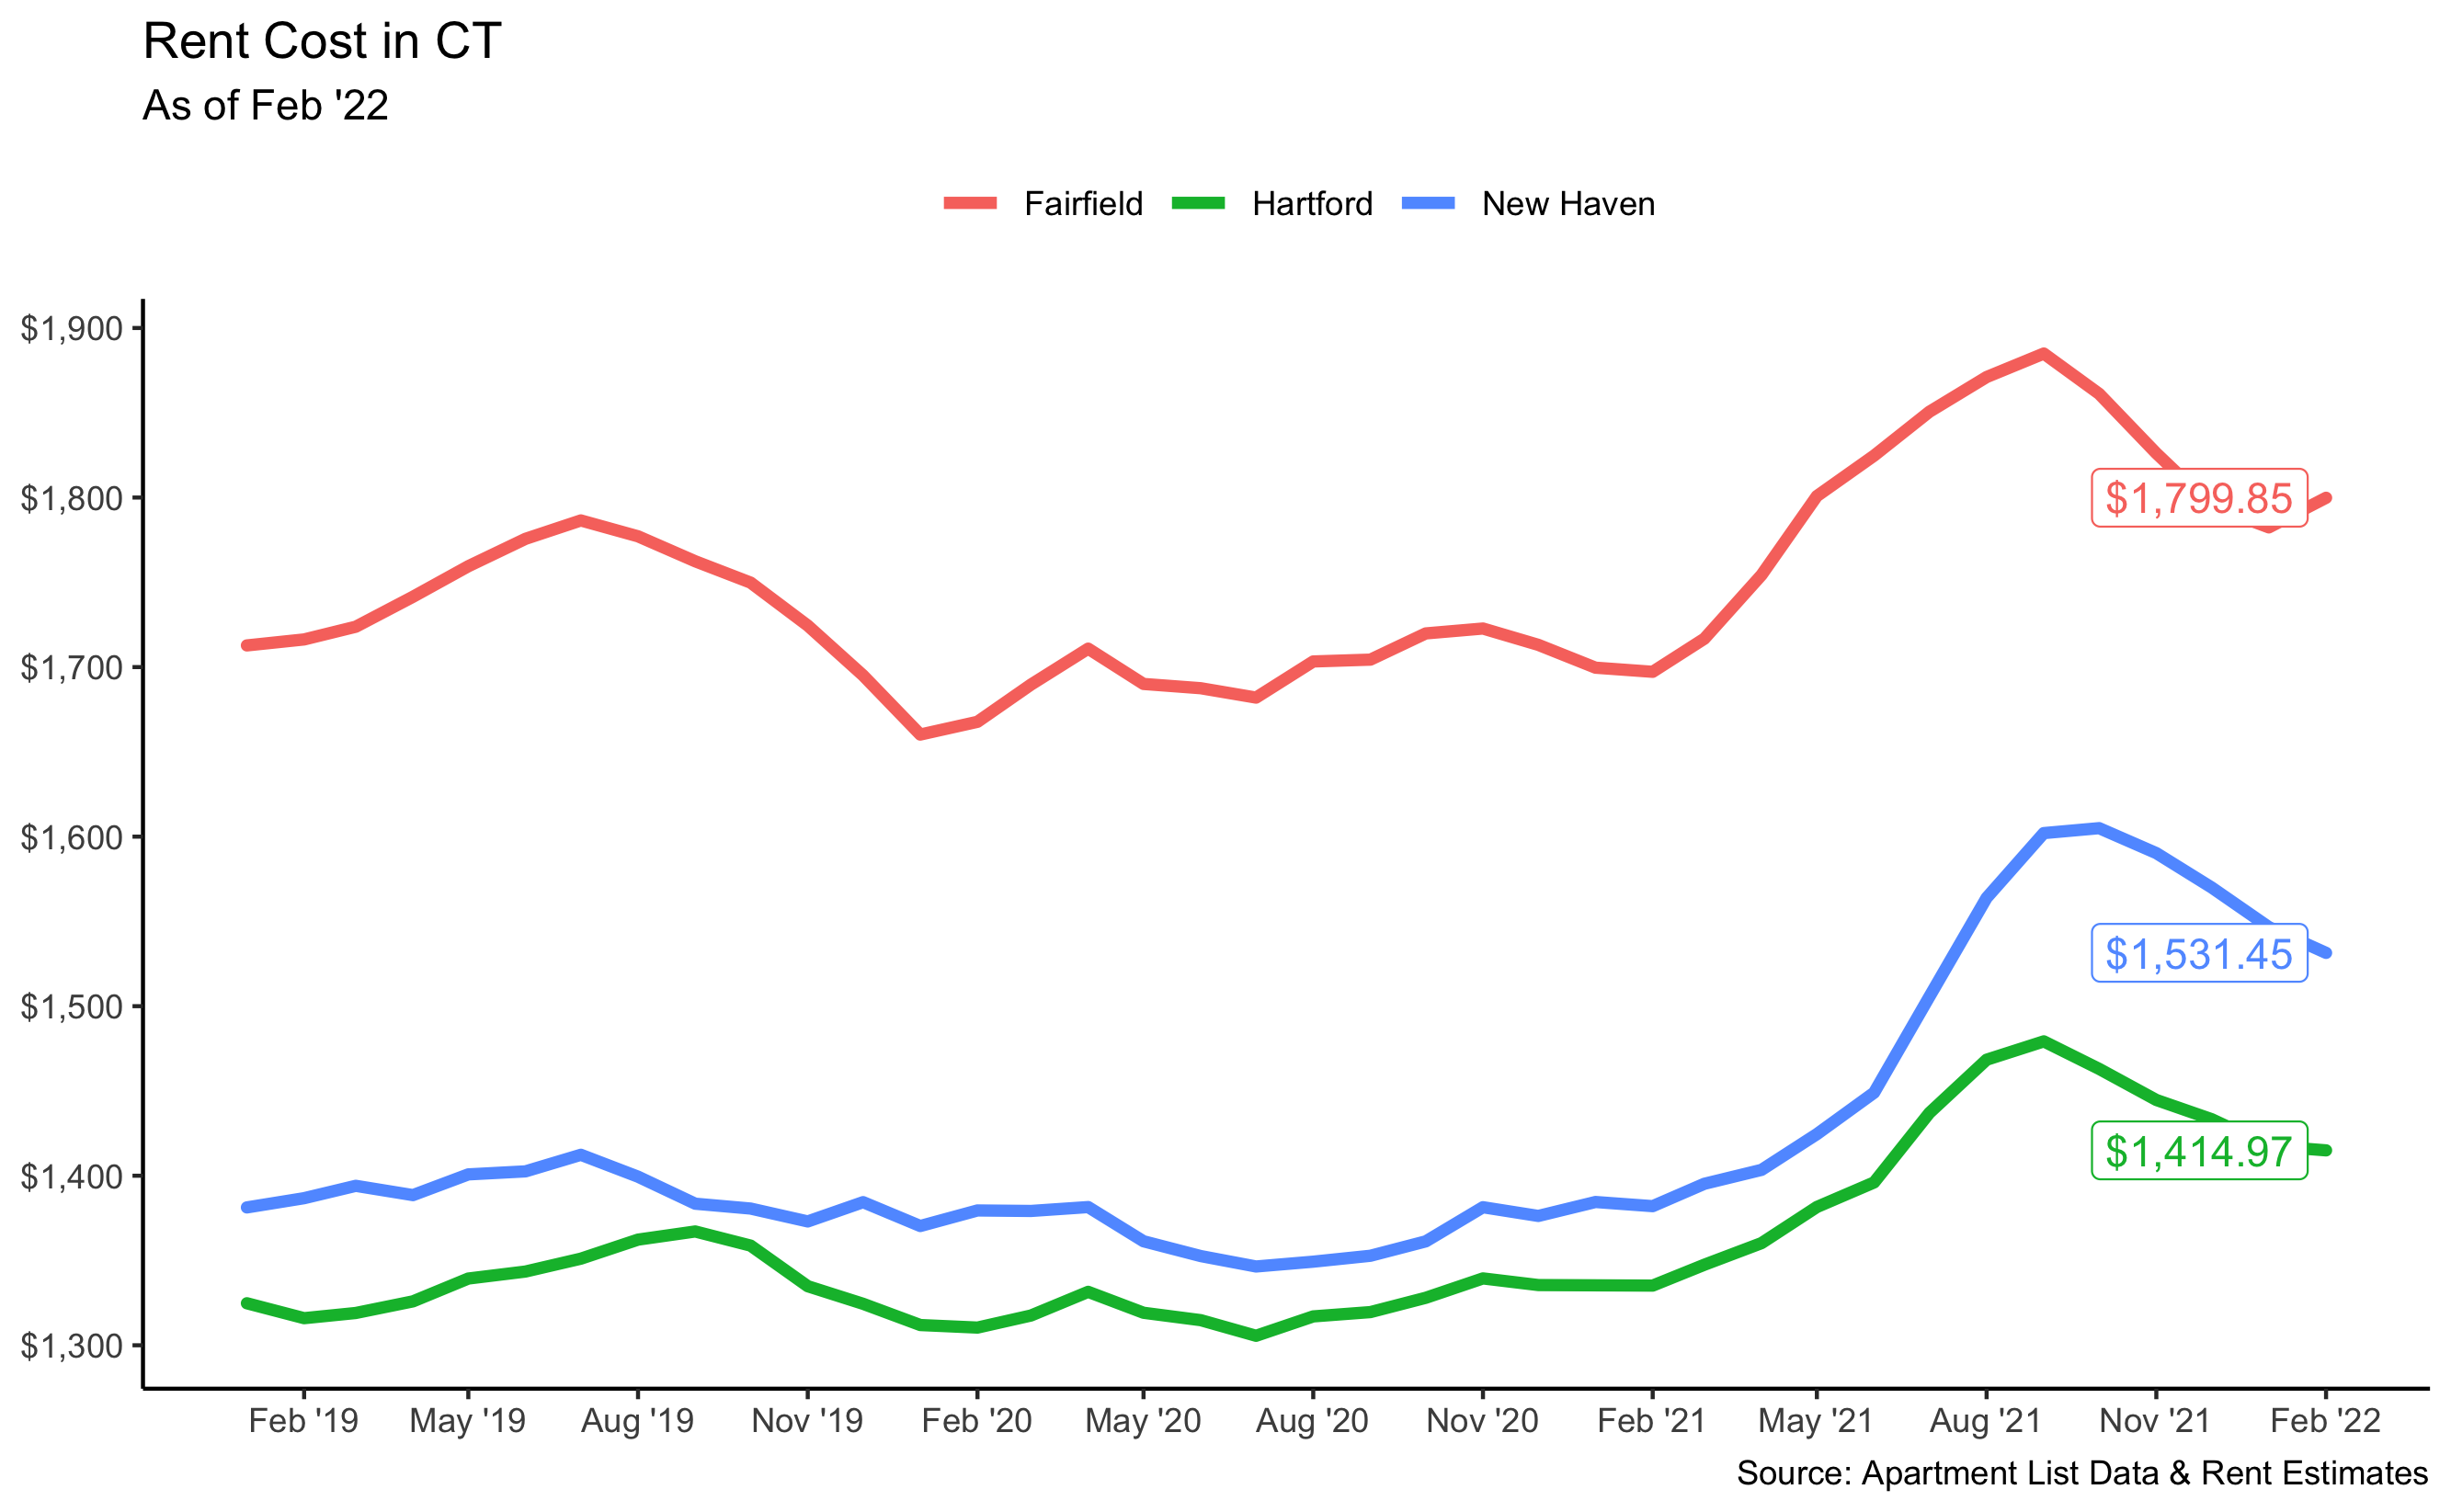 Rent Cost in CT
As of Feb '22
Fairfield Hartford New Haven
$1,900
$1,800
$1,700
$1,600
$1,500
$1,400
$1,300
$1,799.85
$1,531.45
$1,414.97
Feb '19 May '19 Aug '19 Nov '19 Feb '20 May '20 Aug '20 Nov '20 Feb '21 May '21 Aug '21 Nov '21 Feb '22
Source: Apartment List Data & Rent Estimates